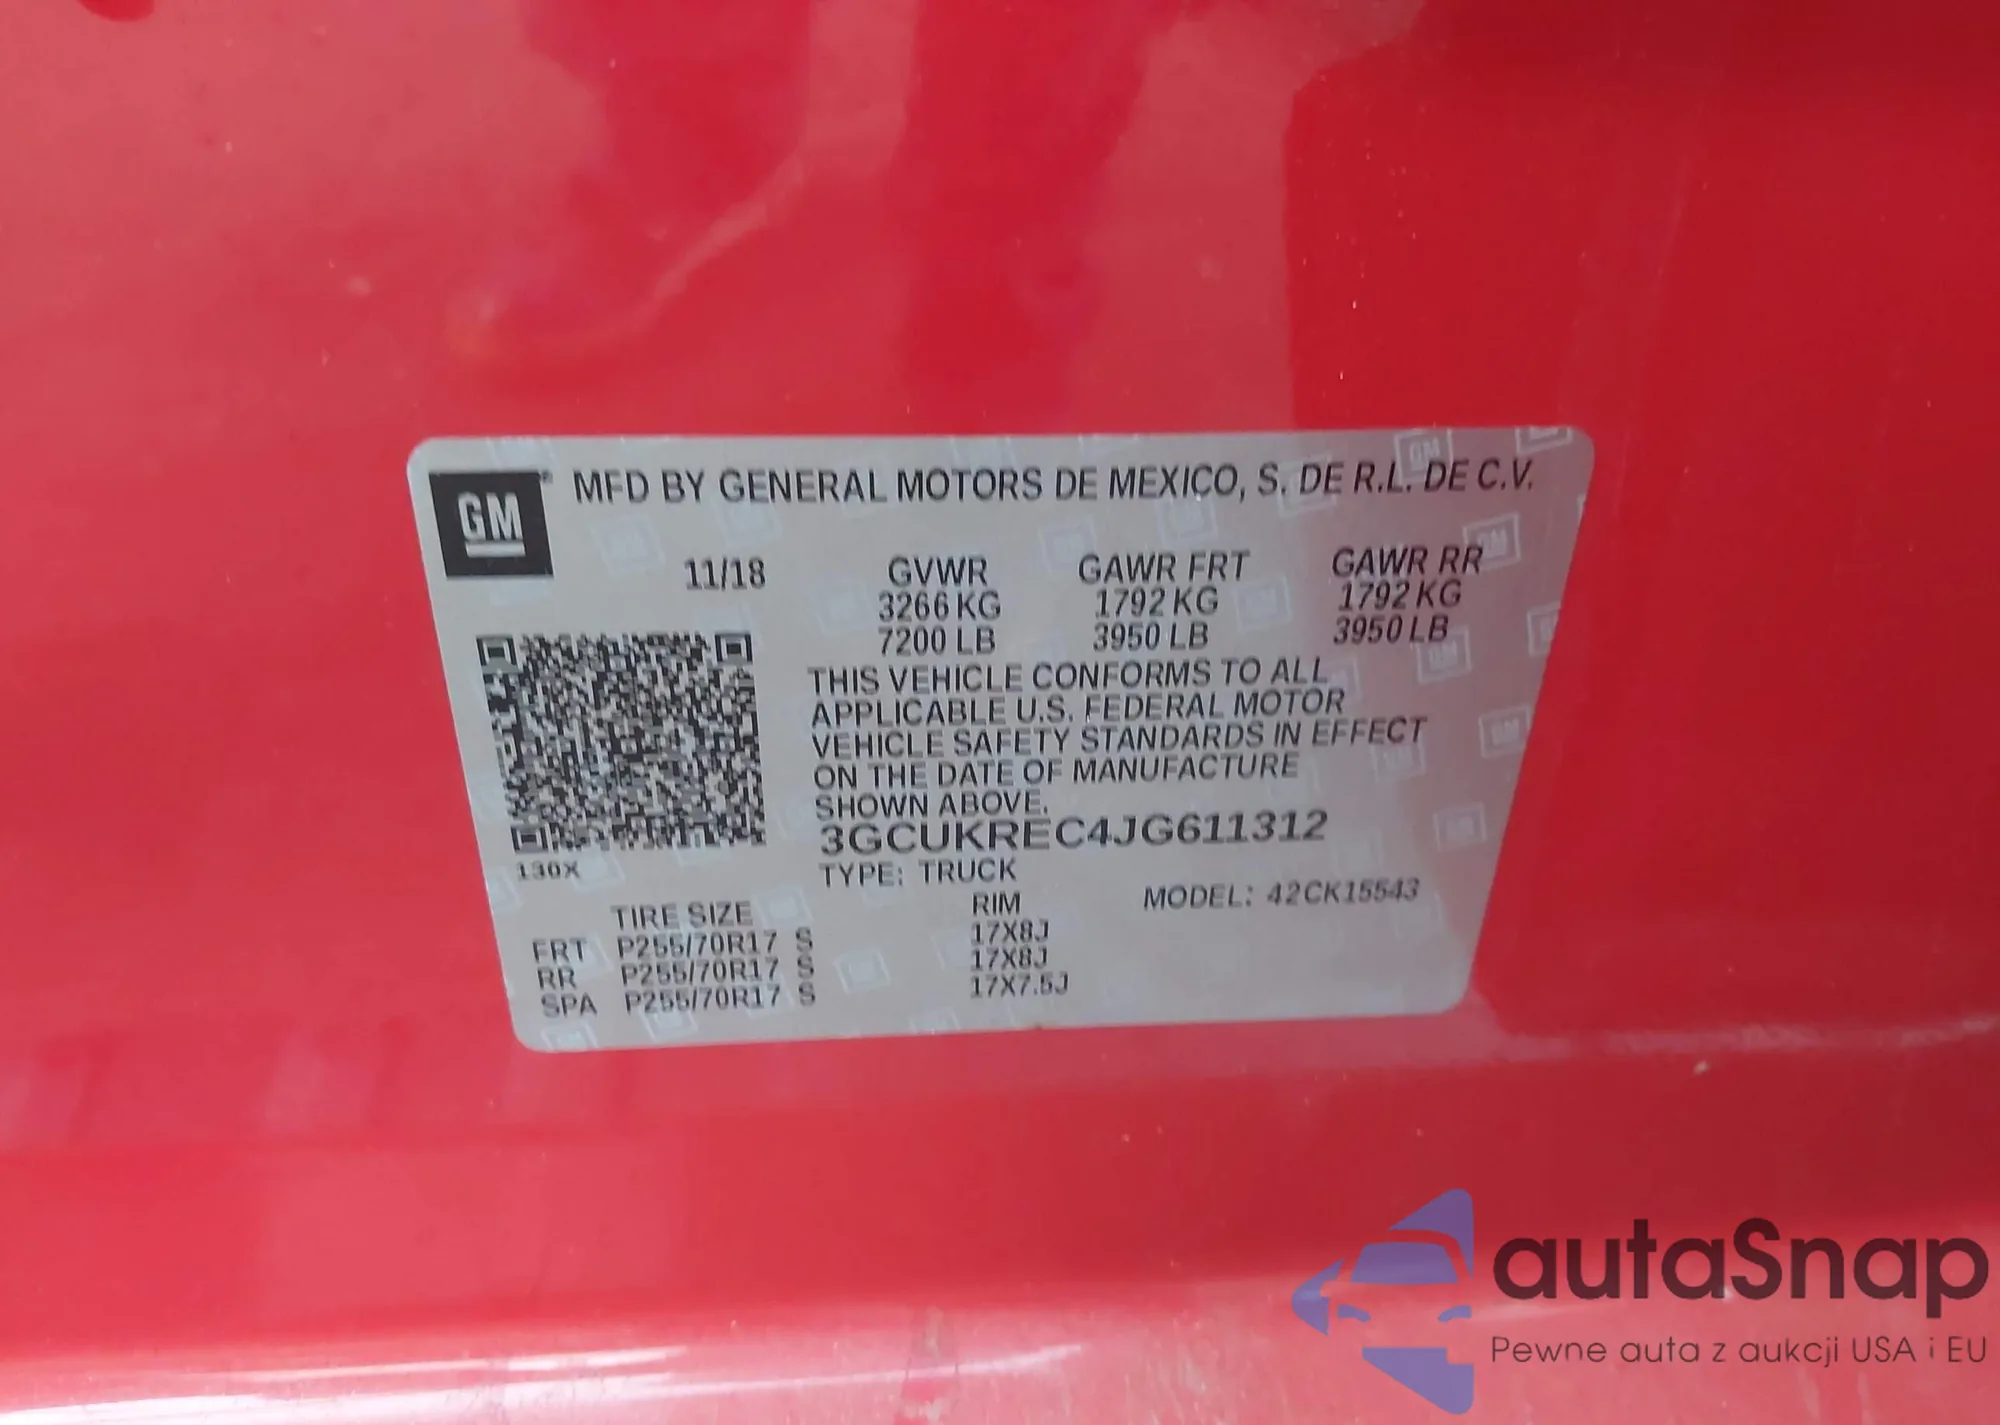 GM
MFD BY GENERAL MOTORS DE MEXICO, S. DE R.L. DE C.V.
11/18 GVWR GAWR FRT GAWR RR
3266 KG 1792 KG 1792 KG
7200 LB 3950 LB 3950 LB
THIS VEHICLE CONFORMS TO ALL
APPLICABLE U.S. FEDERAL MOTOR
VEHICLE SAFETY STANDARDS IN EFFECT
ON THE DATE OF MANUFACTURE
SHOWN ABOVE.
3GCUKREC4JG611312
130X
TYPE: TRUCK
MODEL: 42CK15543
TIRE SIZE RIM
FRT P255/70R17 S 17X8J
RR P255/70R17 S 17X8J
SPA P255/70R17 S 17X7.5J
autaSnap
Pewne auta z aukcji USA i EU